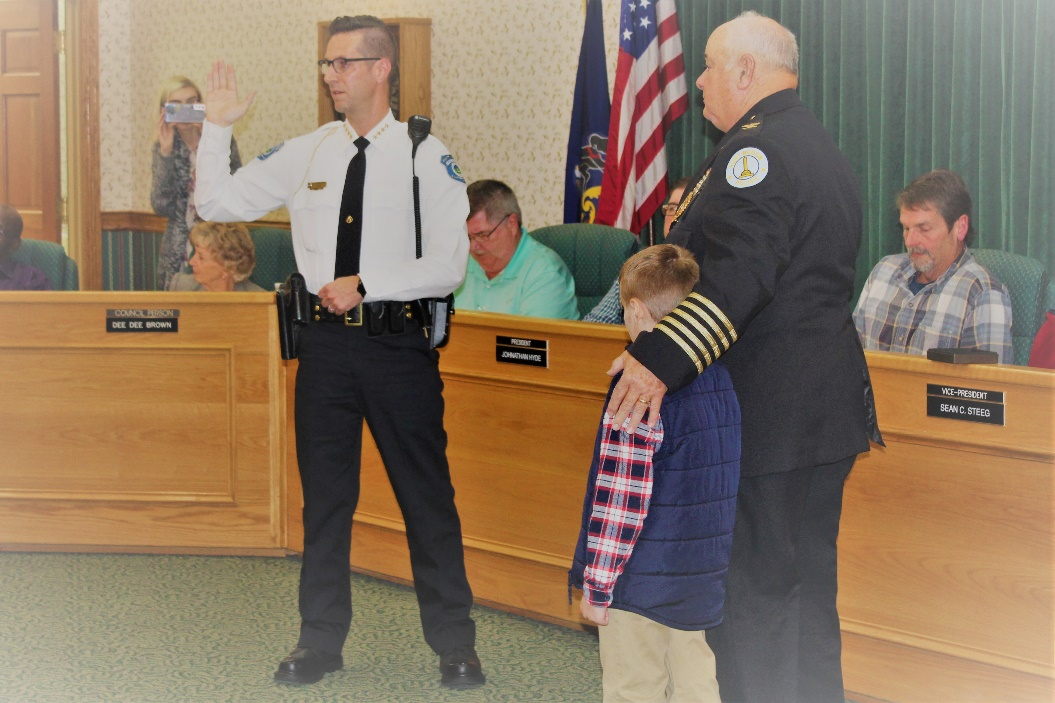 COUNCIL PERSON
DEE DEE BROWN
PRESIDENT
JOHNATHAN HYDE
VICE-PRESIDENT
SEAN C. STEEG